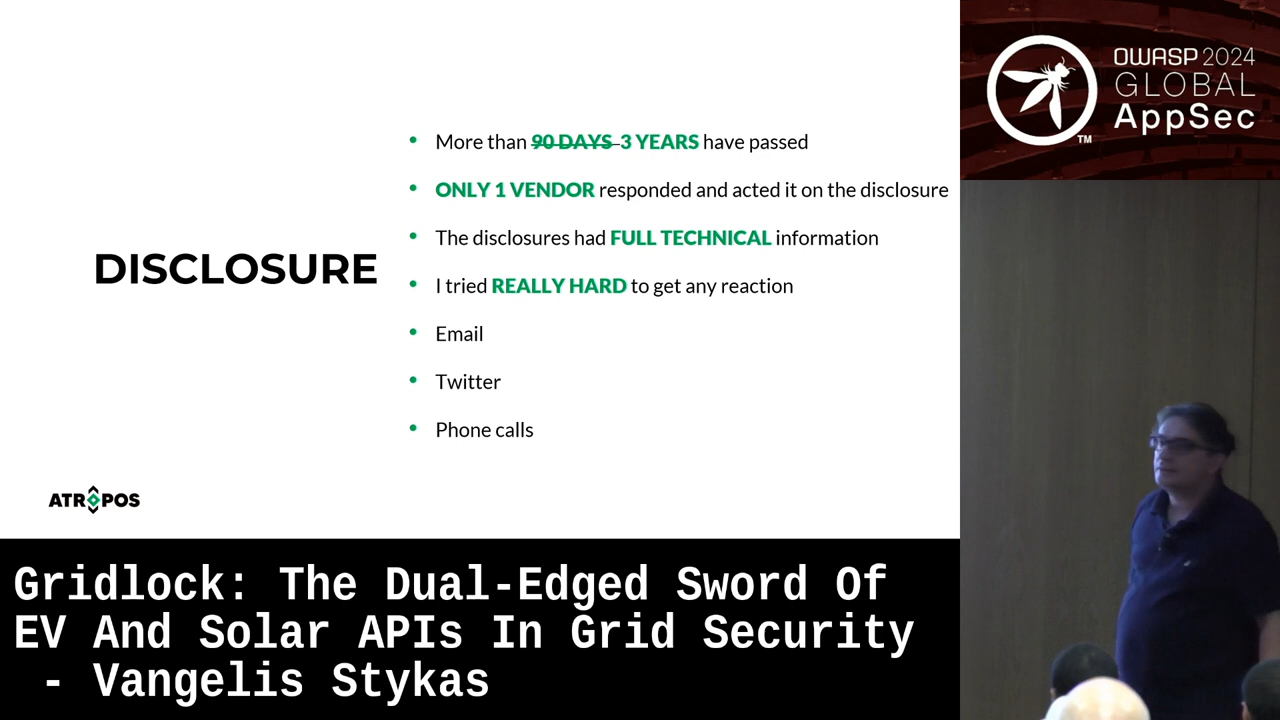 DISCLOSURE
More than 90 DAYS 3 YEARS have passed
ONLY 1 VENDOR responded and acted it on the disclosure
The disclosures had FULL TECHNICAL information
I tried REALLY HARD to get any reaction
Email
Twitter
Phone calls
ATROPOS
OWASP 2024
GLOBAL
AppSec
TM
Gridlock: The Dual-Edged Sword Of
EV And Solar APIs In Grid Security
- Vangelis Stykas